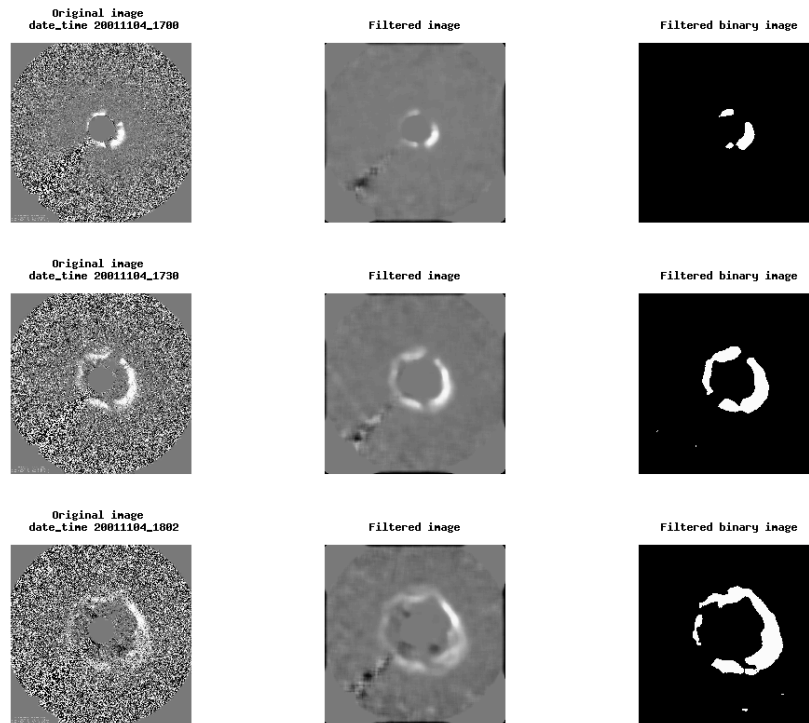 Original image
date_time 20011104_1700
Filtered image
Filtered binary image
Original image
date_time 20011104_1730
Filtered image
Filtered binary image
Original image
date_time 20011104_1802
Filtered image
Filtered binary image